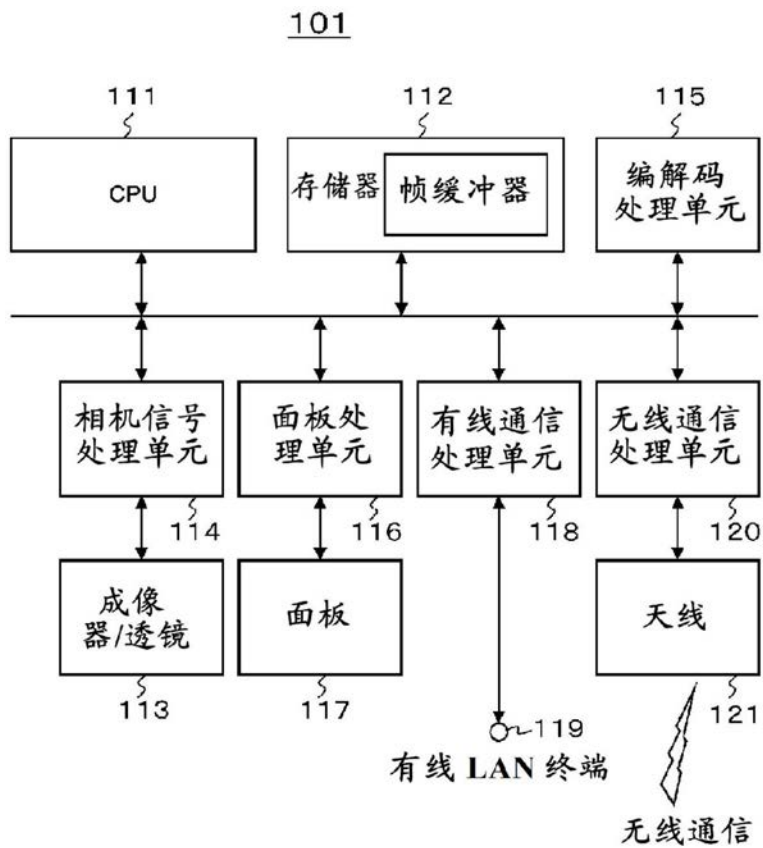 101
111
112
115
CPU
存储器
帧缓冲器
编解码
处理单元
相机信号
处理单元
面板处
理单元
有线通信
处理单元
无线通信
处理单元
114
116
118
120
成像
器/透镜
面板
天线
113
117
119
121
有线 LAN 终端
无线通信